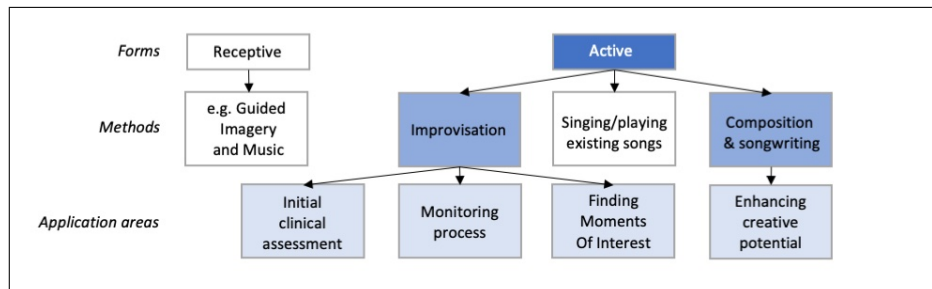 Forms
Receptive
Active
Methods
e.g. Guided
Imagery
and Music
Improvisation
Singing/playing
existing songs
Composition
& songwriting
Application areas
Initial
clinical
assessment
Monitoring
process
Finding
Moments
Of Interest
Enhancing
creative
potential